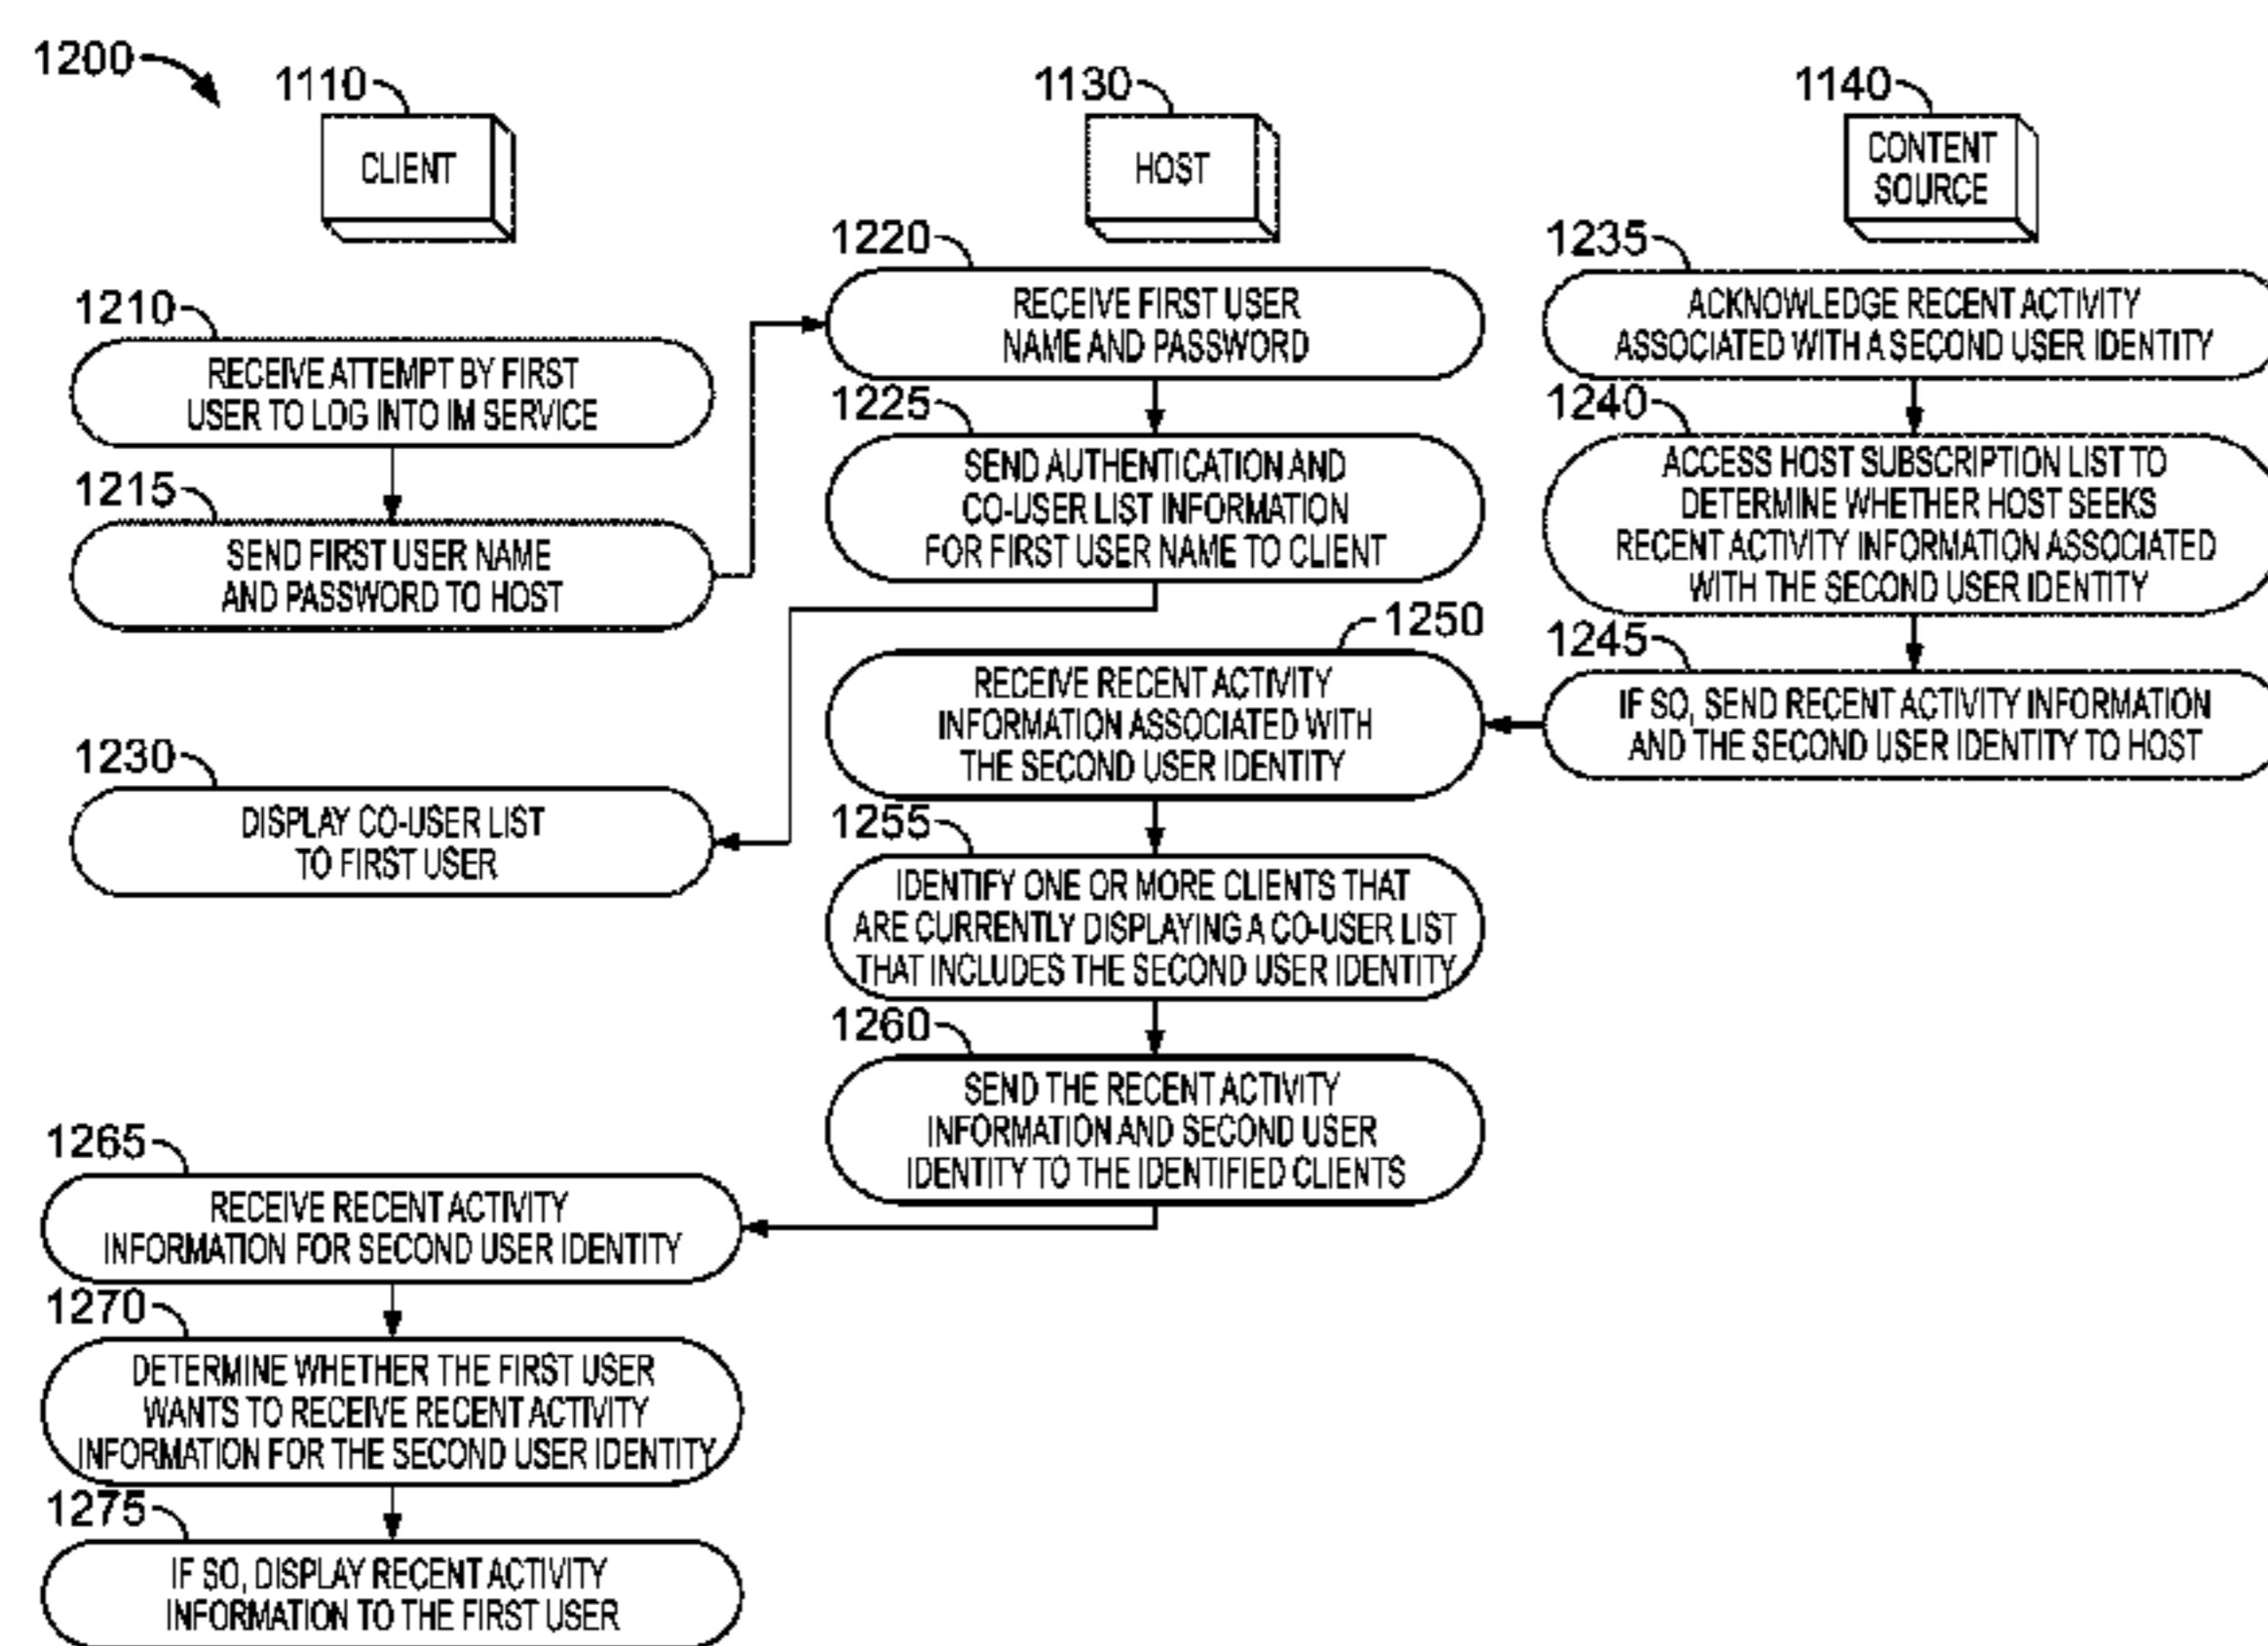 1200
1110
CLIENT
1130
HOST
1140
CONTENT
SOURCE
1210
RECEIVE ATTEMPT BY FIRST
USER TO LOG INTO IM SERVICE
1215
SEND FIRST USER NAME
AND PASSWORD TO HOST
1220
RECEIVE FIRST USER
NAME AND PASSWORD
1225
SEND AUTHENTICATION AND
CO-USER LIST INFORMATION
FOR FIRST USER NAME TO CLIENT
1230
DISPLAY CO-USER LIST
TO FIRST USER
1235
ACKNOWLEDGE RECENT ACTIVITY
ASSOCIATED WITH A SECOND USER IDENTITY
1240
ACCESS HOST SUBSCRIPTION LIST TO
DETERMINE WHETHER HOST SEEKS
RECENT ACTIVITY INFORMATION ASSOCIATED
WITH THE SECOND USER IDENTITY
1245
IF SO, SEND RECENT ACTIVITY INFORMATION
AND THE SECOND USER IDENTITY TO HOST
1250
RECEIVE RECENT ACTIVITY
INFORMATION ASSOCIATED WITH
THE SECOND USER IDENTITY
1255
IDENTIFY ONE OR MORE CLIENTS THAT
ARE CURRENTLY DISPLAYING A CO-USER LIST
THAT INCLUDES THE SECOND USER IDENTITY
1260
SEND THE RECENT ACTIVITY
INFORMATION AND SECOND USER
IDENTITY TO THE IDENTIFIED CLIENTS
1265
RECEIVE RECENT ACTIVITY
INFORMATION FOR SECOND USER IDENTITY
1270
DETERMINE WHETHER THE FIRST USER
WANTS TO RECEIVE RECENT ACTIVITY
INFORMATION FOR THE SECOND USER IDENTITY
1275
IF SO, DISPLAY RECENT ACTIVITY
INFORMATION TO THE FIRST USER